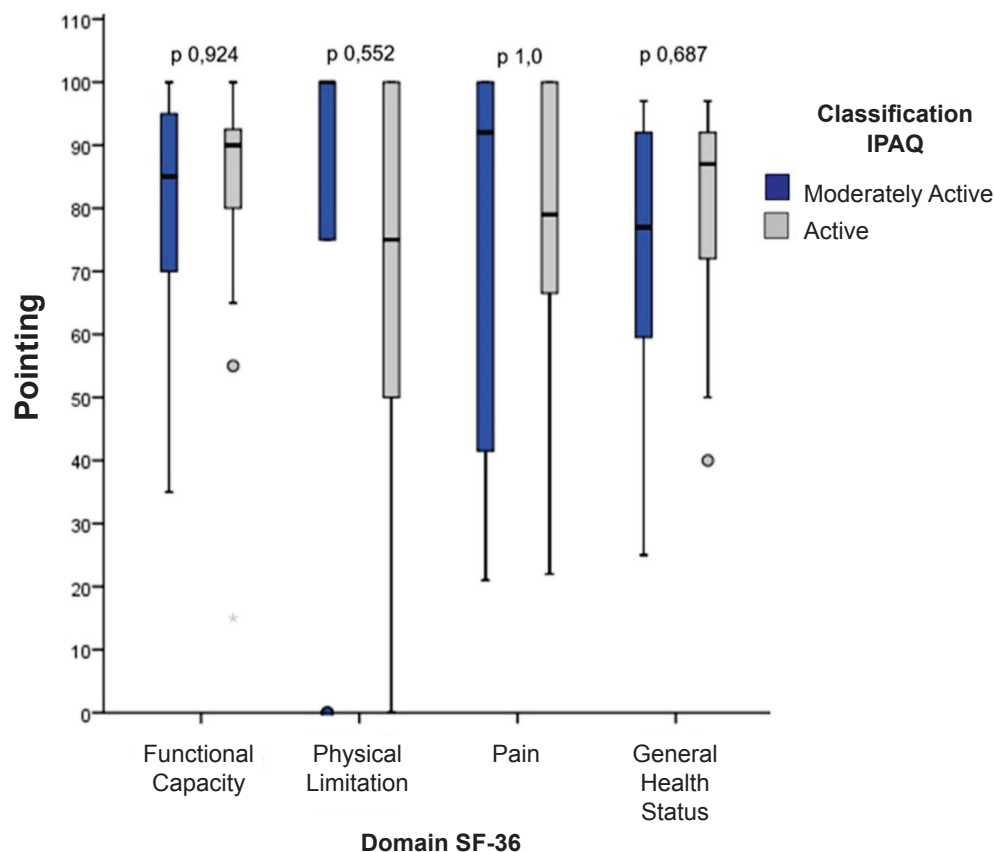 p 0,924
p 0,552
p 1,0
p 0,687
110
100
90
80
70
60
50
40
30
20
10
0
Pointing
Functional
Capacity
Physical
Limitation
Pain
General
Health
Status
Domain SF-36
Classification
IPAQ
Moderately Active
Active